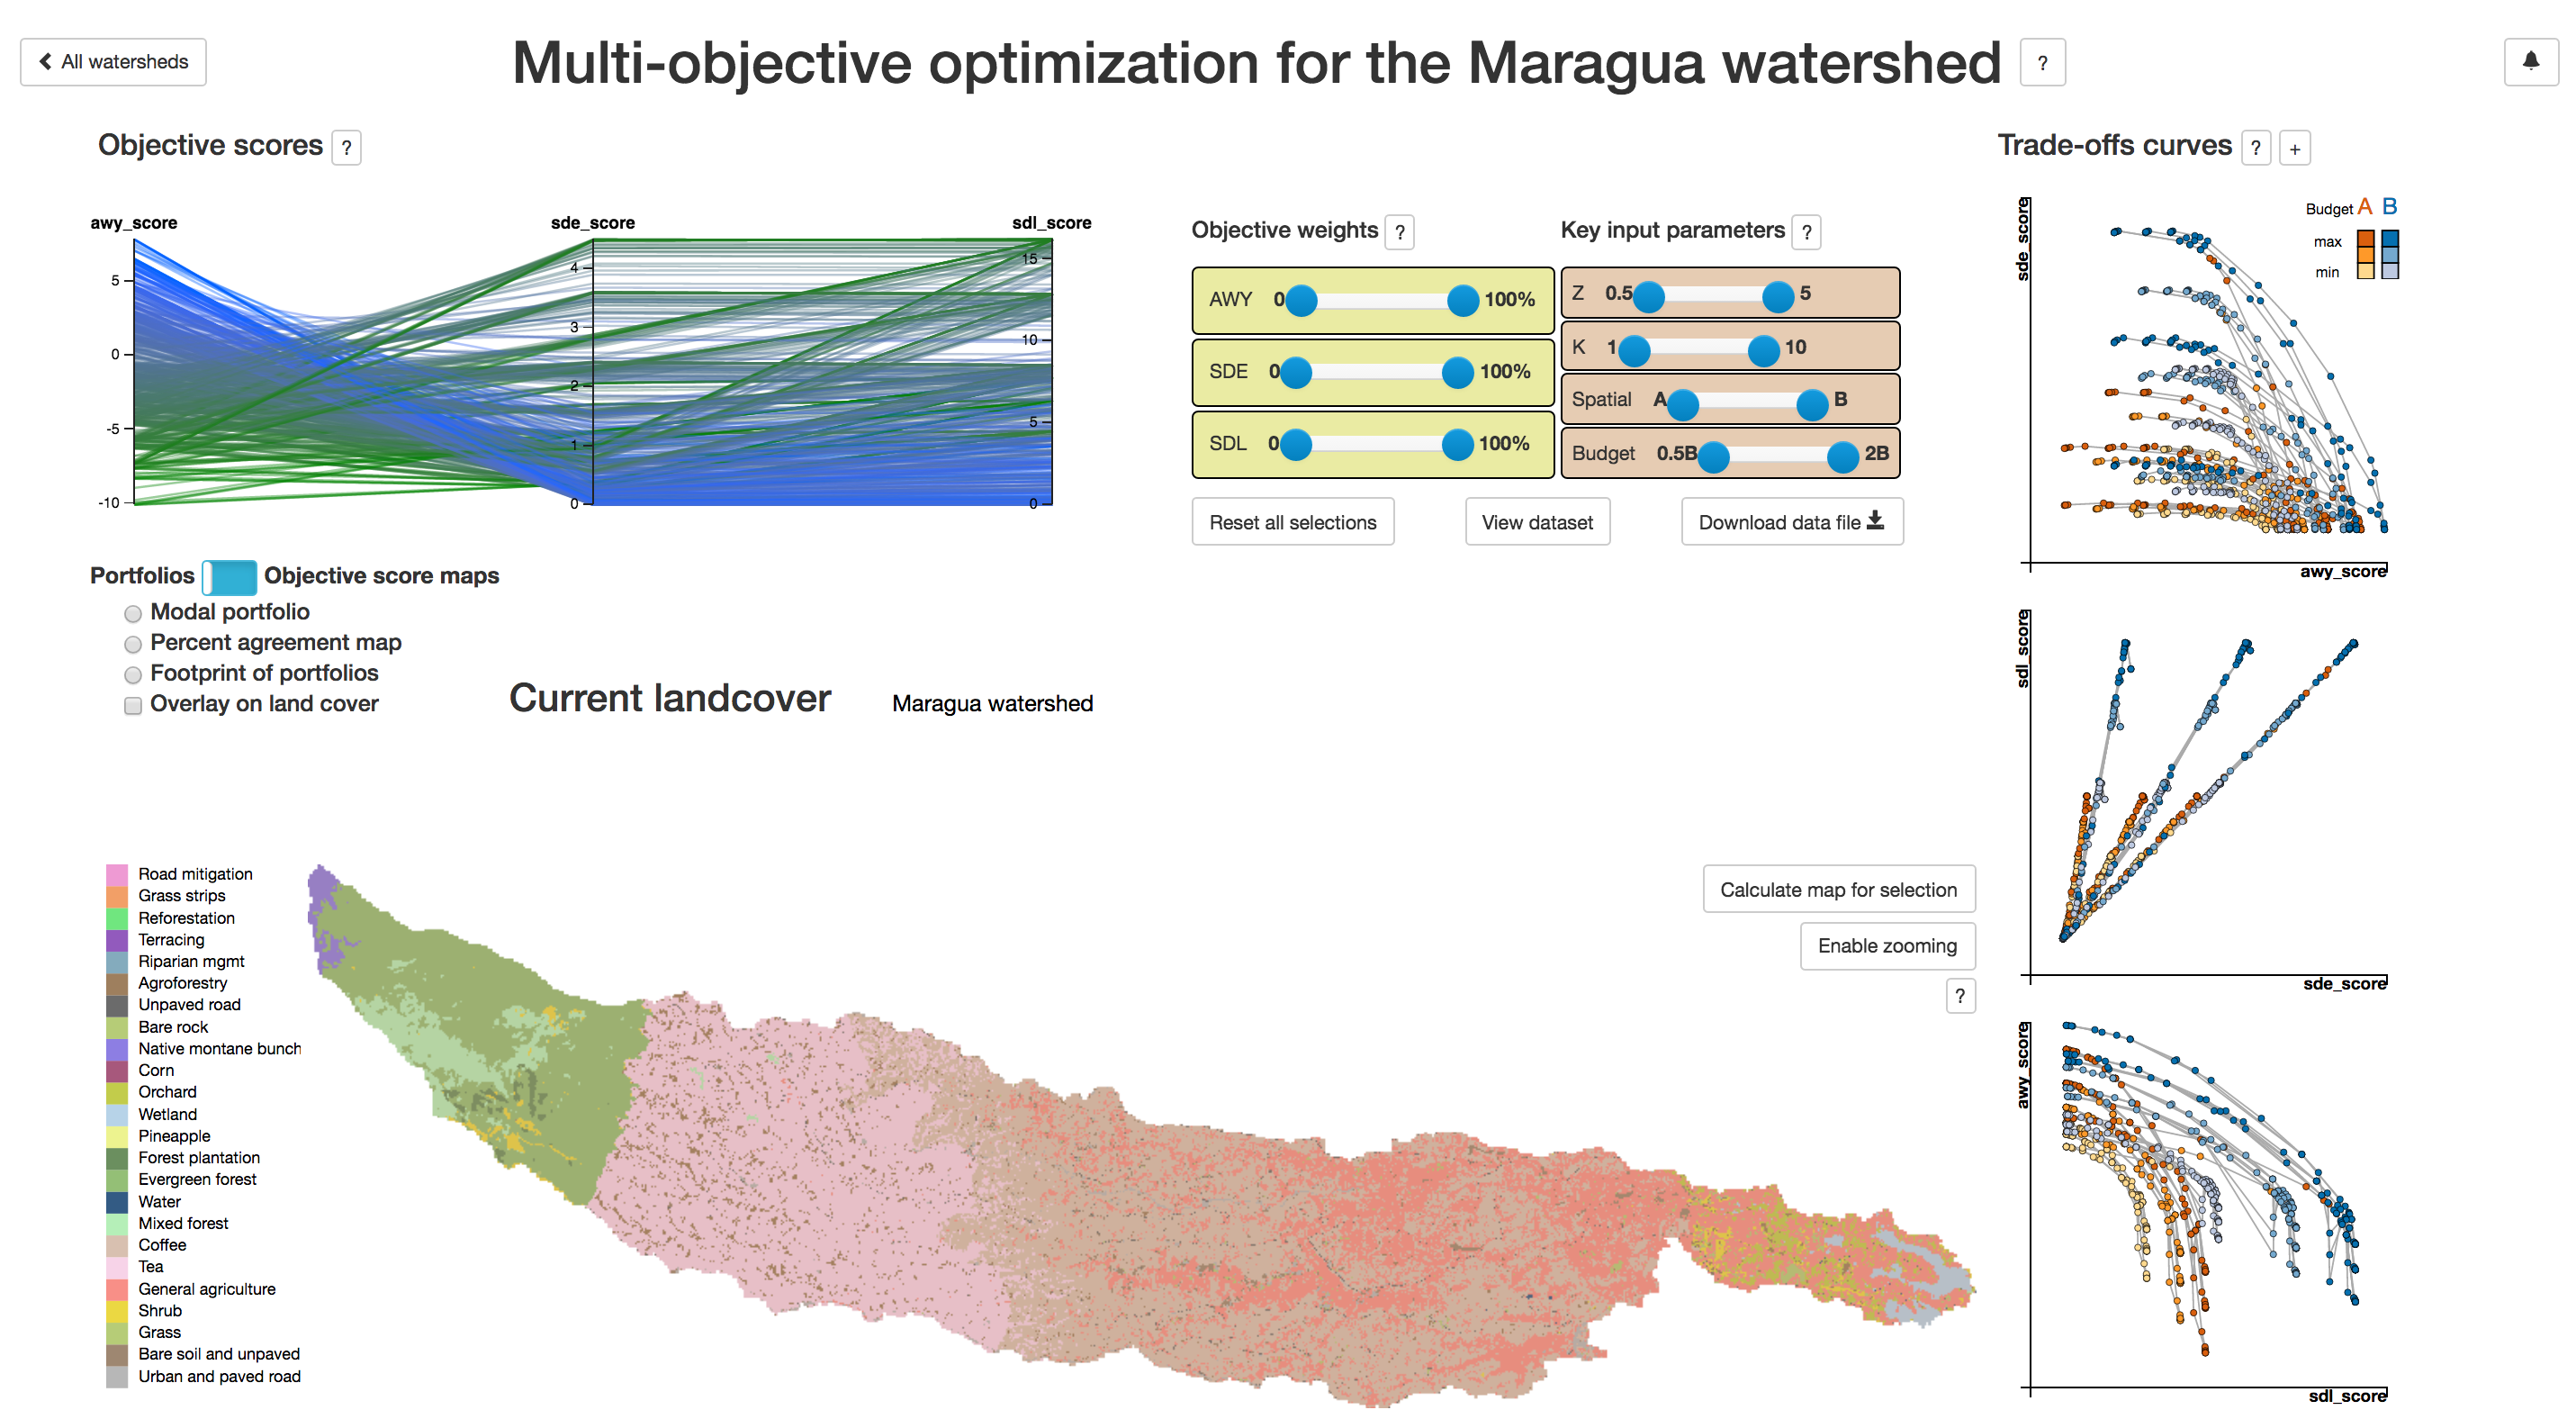 All watersheds
Multi-objective optimization for the Maragua watershed ?
Objective scores ?
awy_score
sde_score
sdl_score
5
0
-5
-10
4
3
2
1
0
15
10
5
0
Objective weights ?
AWY 0 100%
SDE 0 100%
SDL 0 100%
Key input parameters ?
Z 0.5 5
K 1 10
Spatial A B
Budget 0.5B 2B
Reset all selections
View dataset
Download data file
Trade-offs curves ? +
sde_score
Budget A B
max
min
awy_score
sdl_score
sde_score
awy_score
sdl_score
Portfolios Objective score maps
Modal portfolio
Percent agreement map
Footprint of portfolios
Overlay on land cover
Current landcover Maragua watershed
Calculate map for selection
Enable zooming
?
Road mitigation
Grass strips
Reforestation
Terracing
Riparian mgmt
Agroforestry
Unpaved road
Bare rock
Native montane bunch
Corn
Orchard
Wetland
Pineapple
Forest plantation
Evergreen forest
Water
Mixed forest
Coffee
Tea
General agriculture
Shrub
Grass
Bare soil and unpaved
Urban and paved road